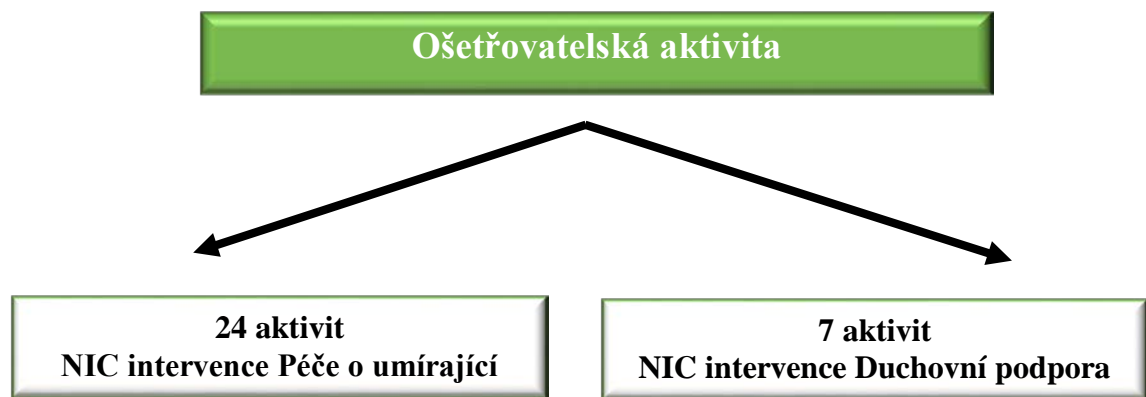 Ošetřovatelská aktivita
24 aktivit
NIC intervence Péče o umírající
7 aktivit
NIC intervence Duchovní podpora